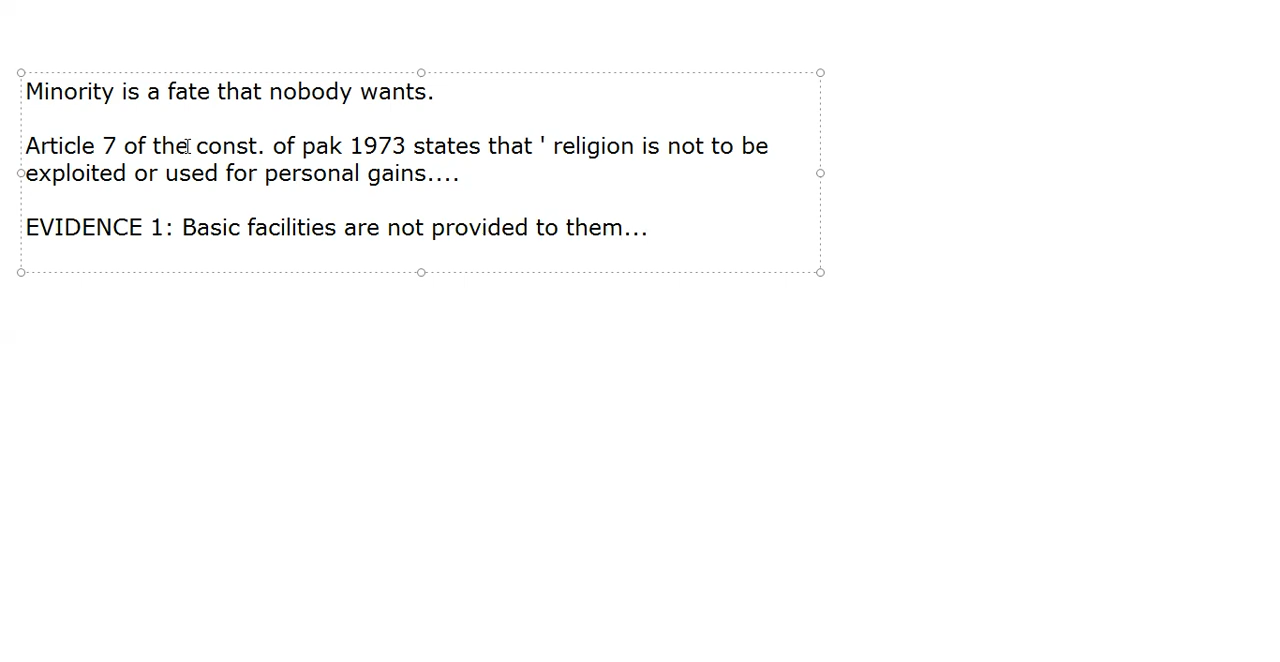 Minority is a fate that nobody wants.
Article 7 of the const. of pak 1973 states that ' religion is not to be
exploited or used for personal gains....
EVIDENCE 1: Basic facilities are not provided to them...